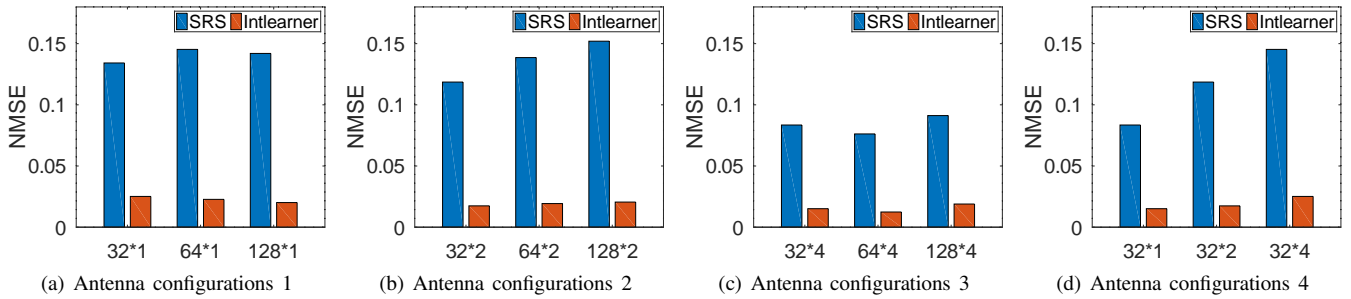 SRS Intlearner
0.15
0.1
0.05
0
NMSE
32*1 64*1 128*1
(a) Antenna configurations 1
SRS Intlearner
0.15
0.1
0.05
0
NMSE
32*2 64*2 128*2
(b) Antenna configurations 2
SRS Intlearner
0.15
0.1
0.05
0
NMSE
32*4 64*4 128*4
(c) Antenna configurations 3
SRS Intlearner
0.15
0.1
0.05
0
NMSE
32*1 32*2 32*4
(d) Antenna configurations 4